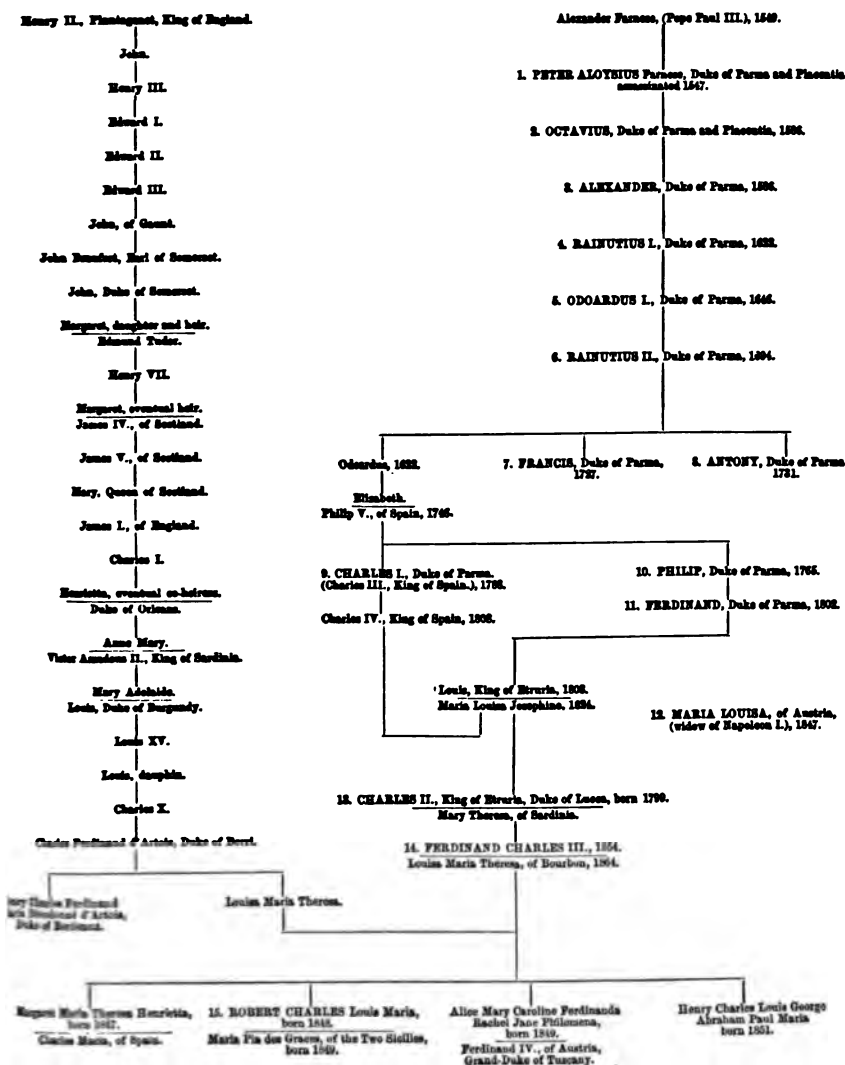 Henry II., Plantagenet, King of England.
John.
Henry III.
Edward I.
Edward II.
Edward III.
John, of Gaunt.
John Beaufort, Earl of Somerset.
John, Duke of Somerset.
Margaret, daughter and heir.
Edmund Tudor.
Henry VII.
Margaret, eventual heir.
James IV., of Scotland.
James V., of Scotland.
Mary, Queen of Scotland.
James I., of England.
Charles I.
Henrietta, eventual co-heiress.
Duke of Orleans.
Anne Mary.
Victor Amadeus II., King of Sardinia.
Mary Adelaide.
Louis, Duke of Burgundy.
Louis XV.
Louis, dauphin.
Charles X.
Charles Ferdinand d'Artois, Duke of Berri.
Charles Ferdinand
d'Artois,
Duke of Bordeaux.
Louisa Maria Theresa.
Alexander Farnese, (Pope Paul III.), 1549.
1. PETER ALOYSIUS Farnese, Duke of Parma and Placentia
assassinated 1547.
2. OCTAVIUS, Duke of Parma and Placentia, 1586.
3. ALEXANDER, Duke of Parma,
4. RAINUTIUS I., Duke of Parma, 1622.
5. ODOARDUS I., Duke of Parma, 1646.
6. RAINUTIUS II., Duke of Parma, 1694.
Odoardus,
7. FRANCIS, Duke of Parma,
1727.
8. ANTONY, Duke of Parma
1731.
Elizabeth.
Philip V., of Spain, 1746.
9. CHARLES I., Duke of Parma.
(Charles III., King of Spain.), 1788.
Charles IV., King of Spain,
10. PHILIP, Duke of Parma, 1765.
11. FERDINAND, Duke of Parma, 1802.
Louis, King of Etruria, 1803.
Maria Louisa Josephine, 1824.
12. MARIA LOUISA, of Austria,
(widow of Napoleon I.), 1847.
13. CHARLES II., King of Etruria, Duke of Lucca, born 1799.
Mary Theresa, of Sardinia.
14. FERDINAND CHARLES III., 1854.
Louisa Maria Theresa, of Bourbon, 1864.
Margaret Maria Theresa Henrietta,
born 1847.
Charles Maria, of Spain.
15. ROBERT CHARLES Louis Maria,
born 1848.
Maria Pia des Graces, of the Two Sicilies,
born 1849.
Alice Mary Caroline Ferdinanda
Rachel Jane Philomena,
born 1849.
Ferdinand IV., of Austria,
Grand-Duke of Tuscany.
Henry Charles Louis George
Abraham Paul Maria
born 1851.